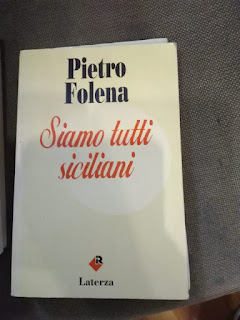 Pietro
Folena
Siamo tutti
siciliani
R
Laterza